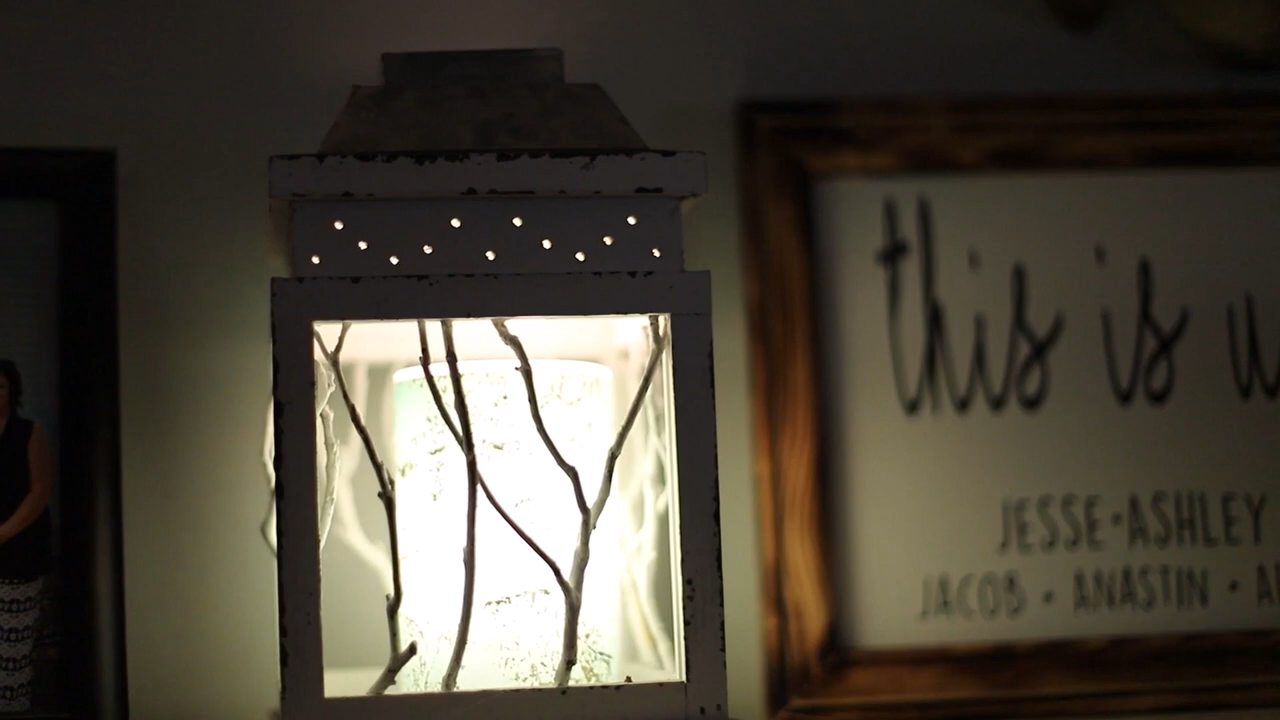 this is
JESSE • ASHLEY
JACOB • ANASTIN •